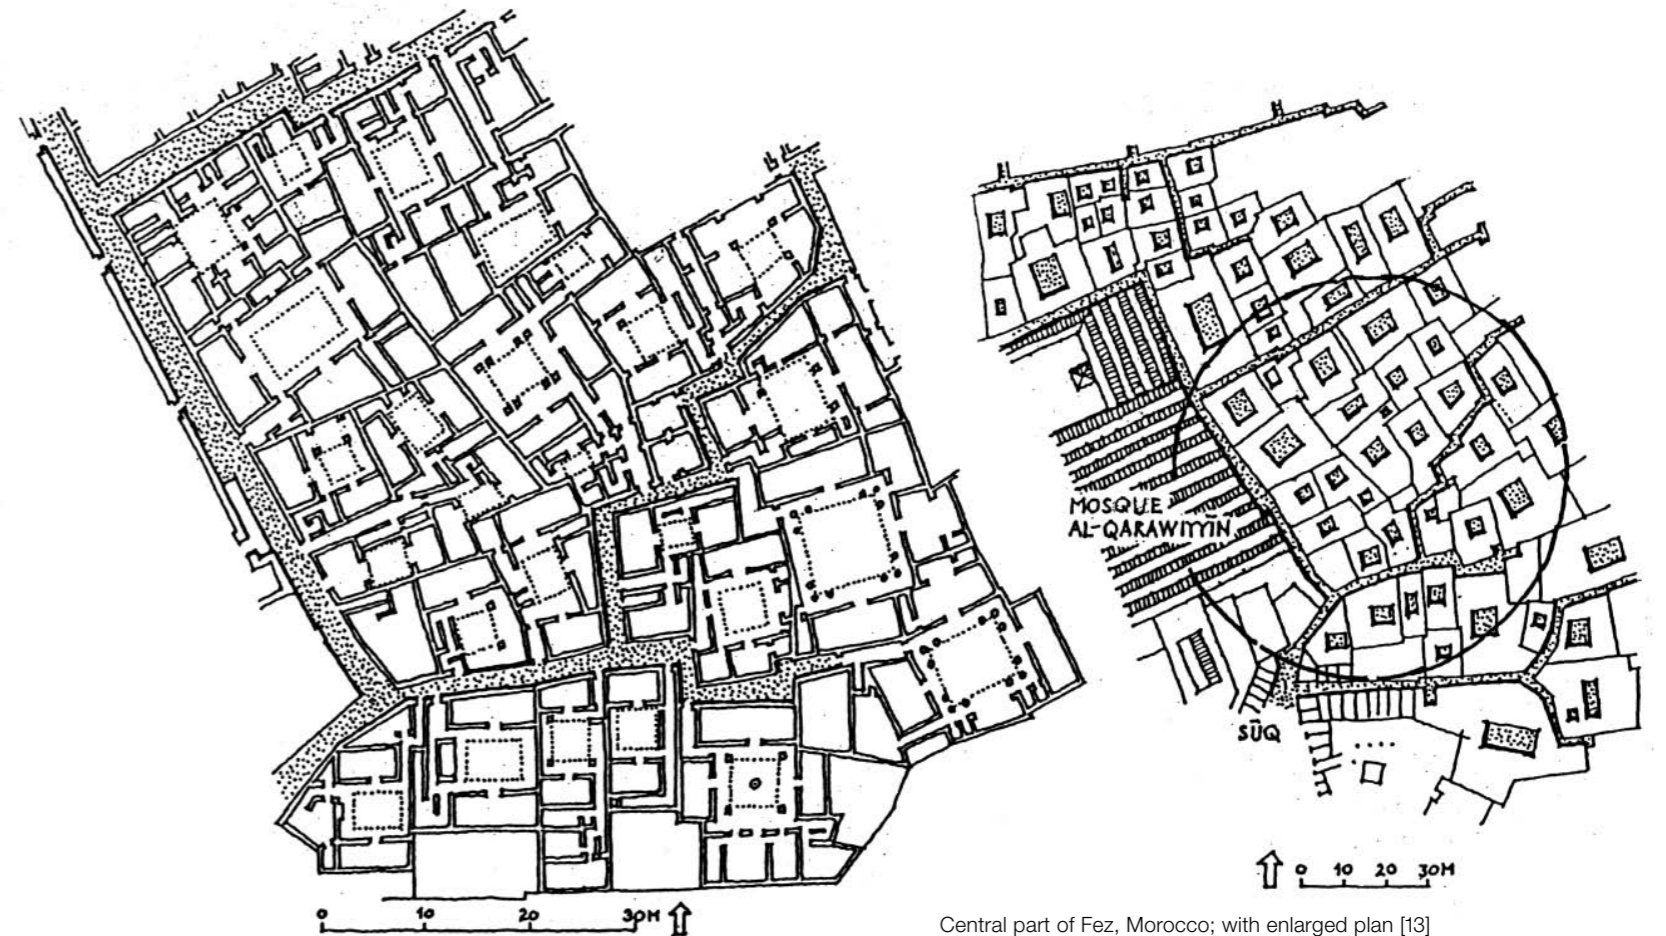 MOSQUE
AL-QARAWIYYĪN
SŪQ
0 10 20 30M
0 10 20 30M
Central part of Fez, Morocco; with enlarged plan [13]